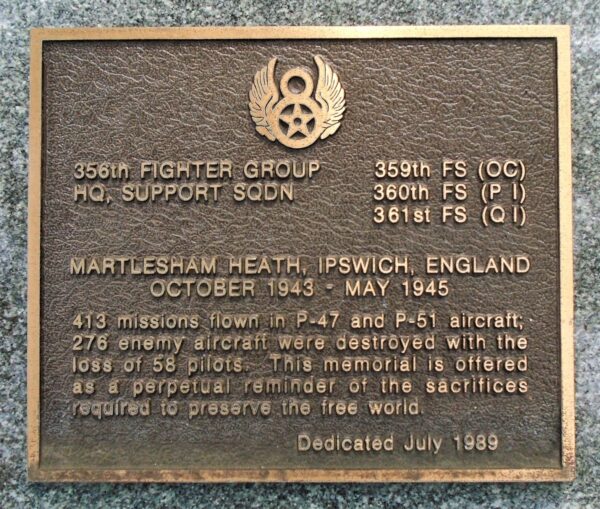 8
356th FIGHTER GROUP 359th FS (OC)
HQ, SUPPORT SQDN 360th FS (P I)
361st FS (Q I)
MARTLESHAM HEATH, IPSWICH, ENGLAND
OCTOBER 1943 - MAY 1945
413 missions flown in P-47 and P-51 aircraft;
276 enemy aircraft were destroyed with the
loss of 58 pilots. This memorial is offered
as a perpetual reminder of the sacrifices
required to preserve the free world.
Dedicated July 1989